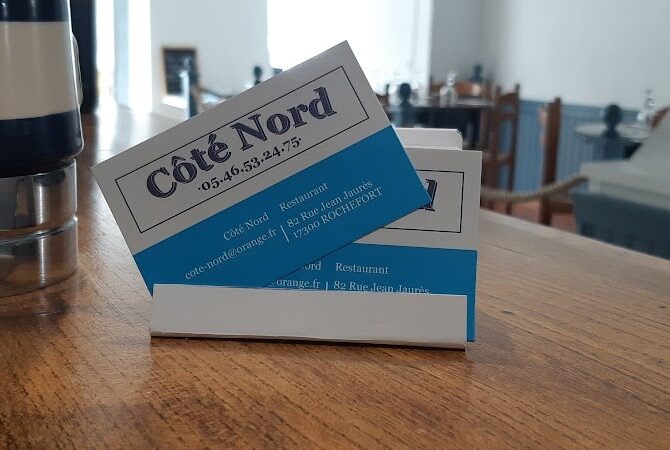 Côté Nord
·05.46.53.24.75·
Côté Nord Restaurant
cote-nord@orange.fr | 82 Rue Jean Jaurès
17300 ROCHEFORT
Restaurant
@orange.fr | 82 Rue Jean Jaurès